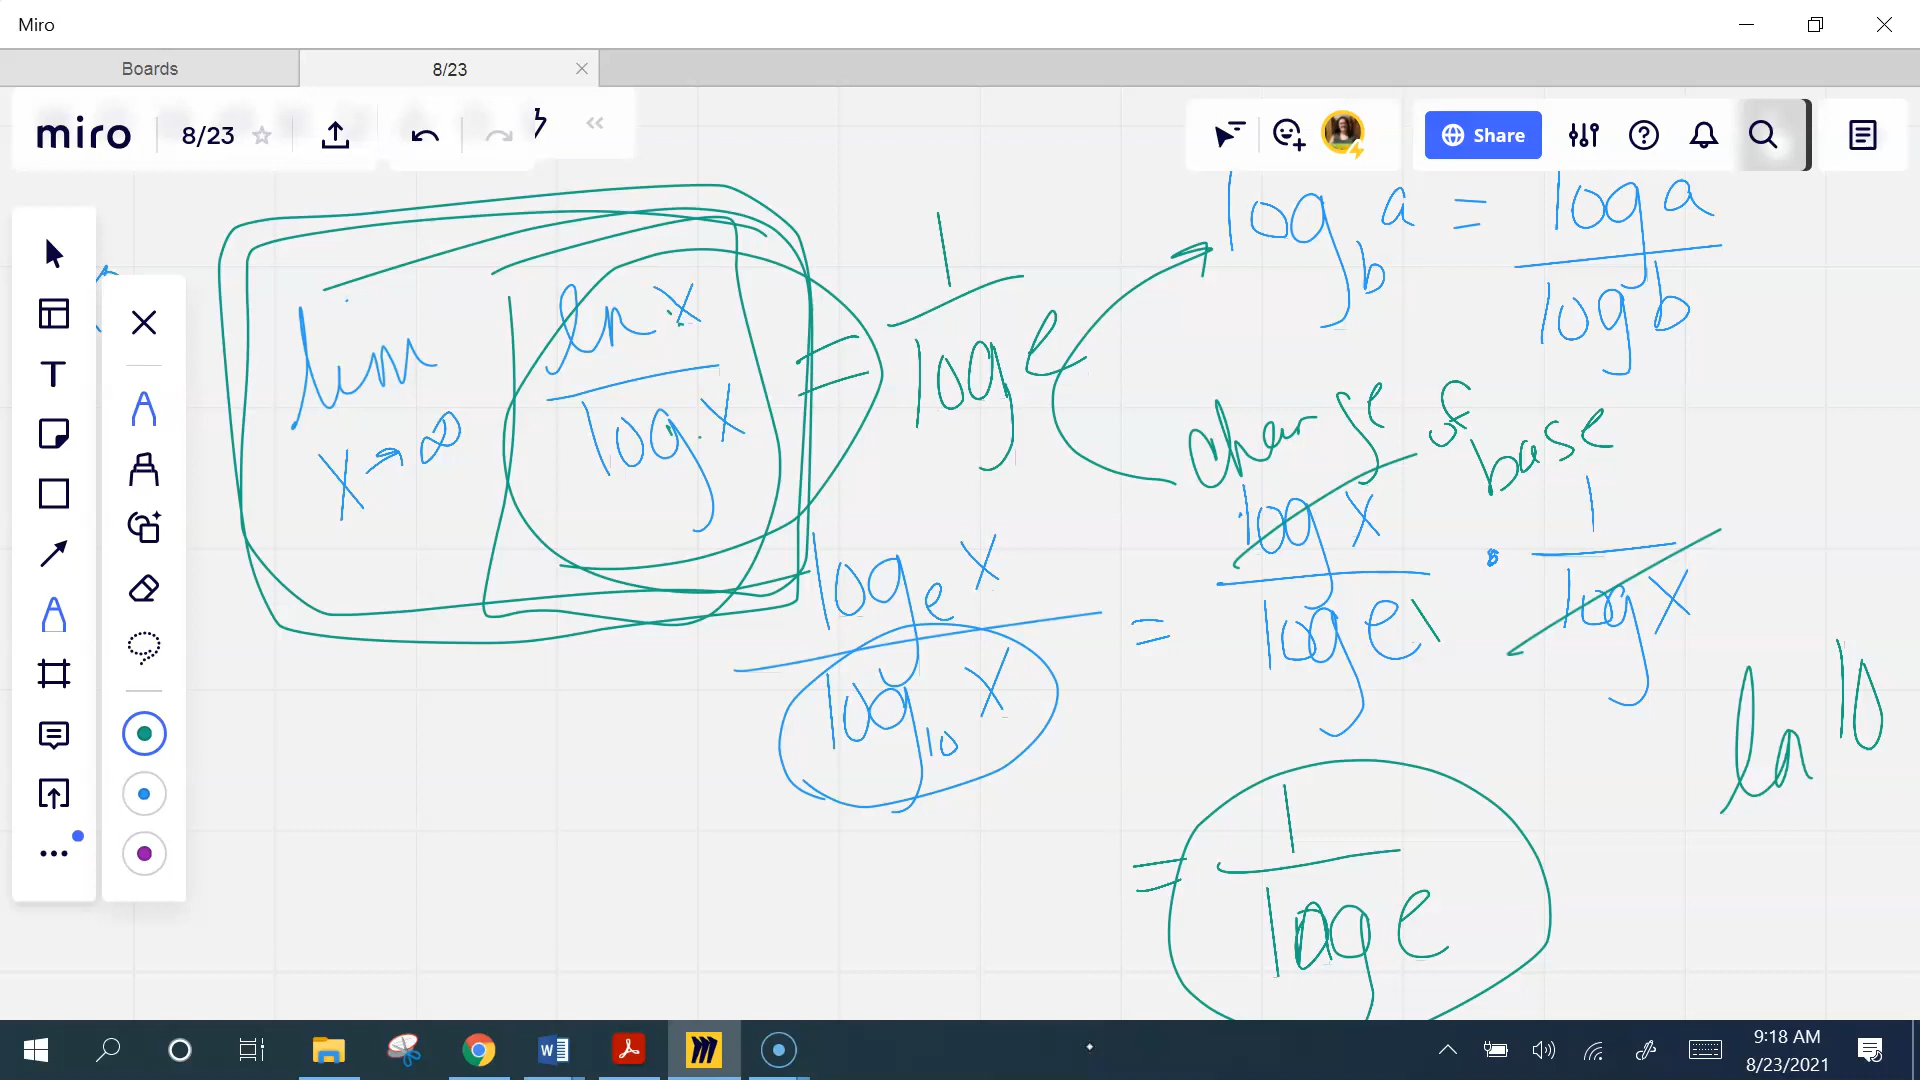 Miro
Boards
8/23
miro
8/23
Share
lim x→∞ ln x / log x = 1 / log e
log_b a = log a / log b
change of base
log_e x / log_10 x = log x / log e · 1 / log x
ln 10
= 1 / log e
9:18 AM
8/23/2021